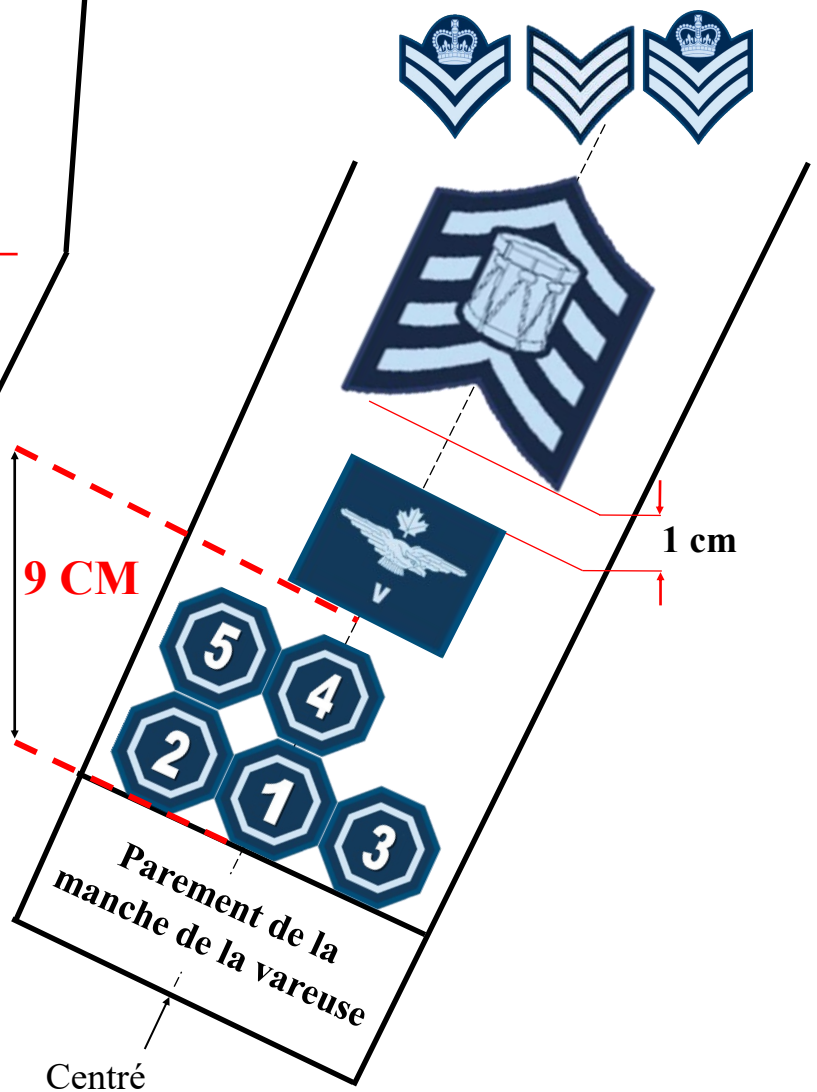 1 cm
9 CM
V
5
4
2
1
3
Parement de la
manche de la vareuse
Centré